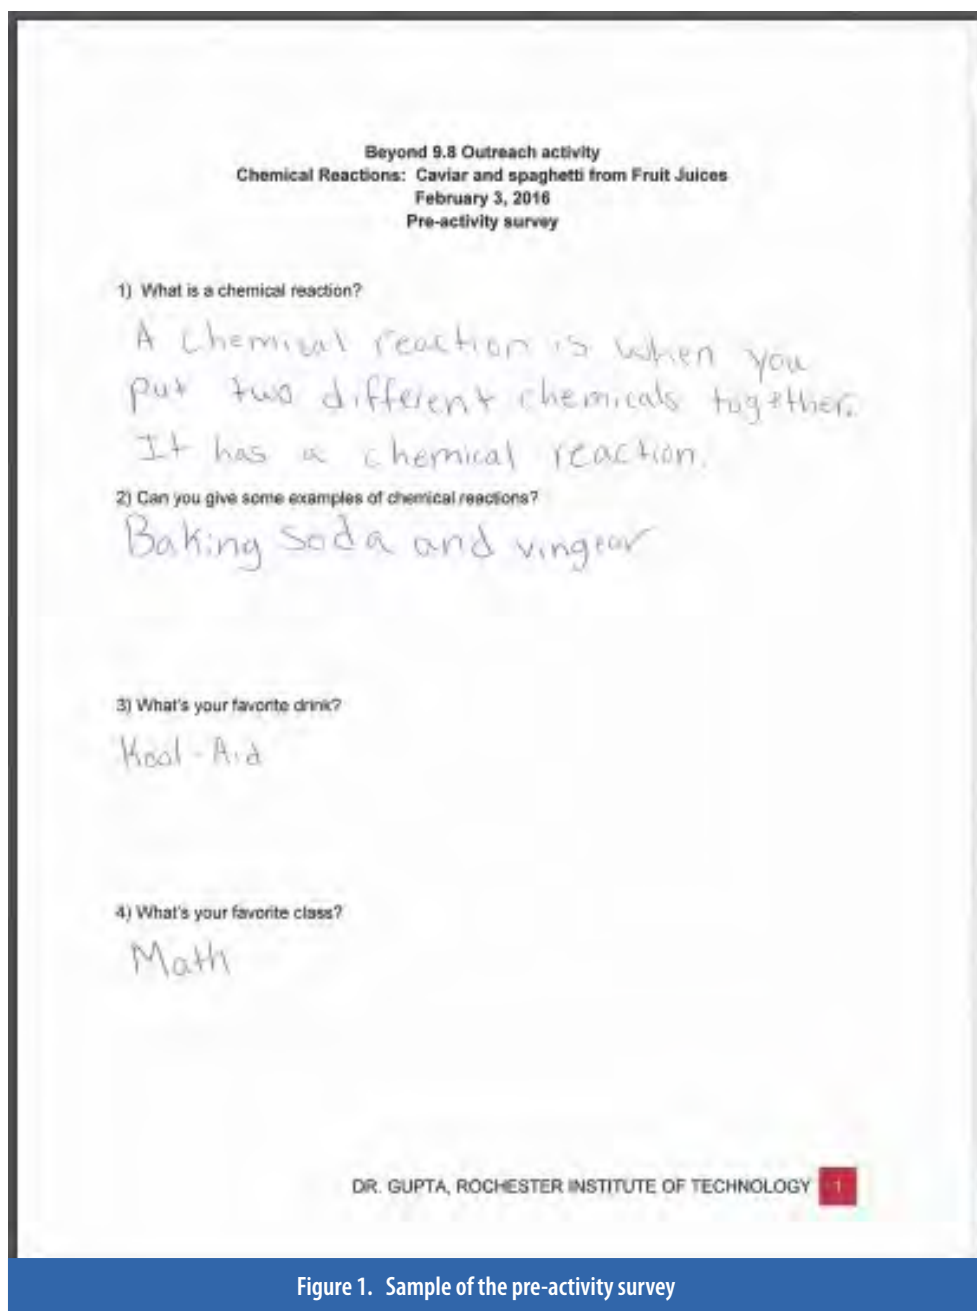 Beyond 9.8 Outreach activity
Chemical Reactions: Caviar and spaghetti from Fruit Juices
February 3, 2016
Pre-activity survey
1) What is a chemical reaction?
A Chemical reaction is when you
put two different chemicals together.
It has a chemical reaction.
2) Can you give some examples of chemical reactions?
Baking Soda and vingear
3) What's your favorite drink?
Kool-Aid
4) What's your favorite class?
Math
DR. GUPTA, ROCHESTER INSTITUTE OF TECHNOLOGY 1
Figure 1. Sample of the pre-activity survey